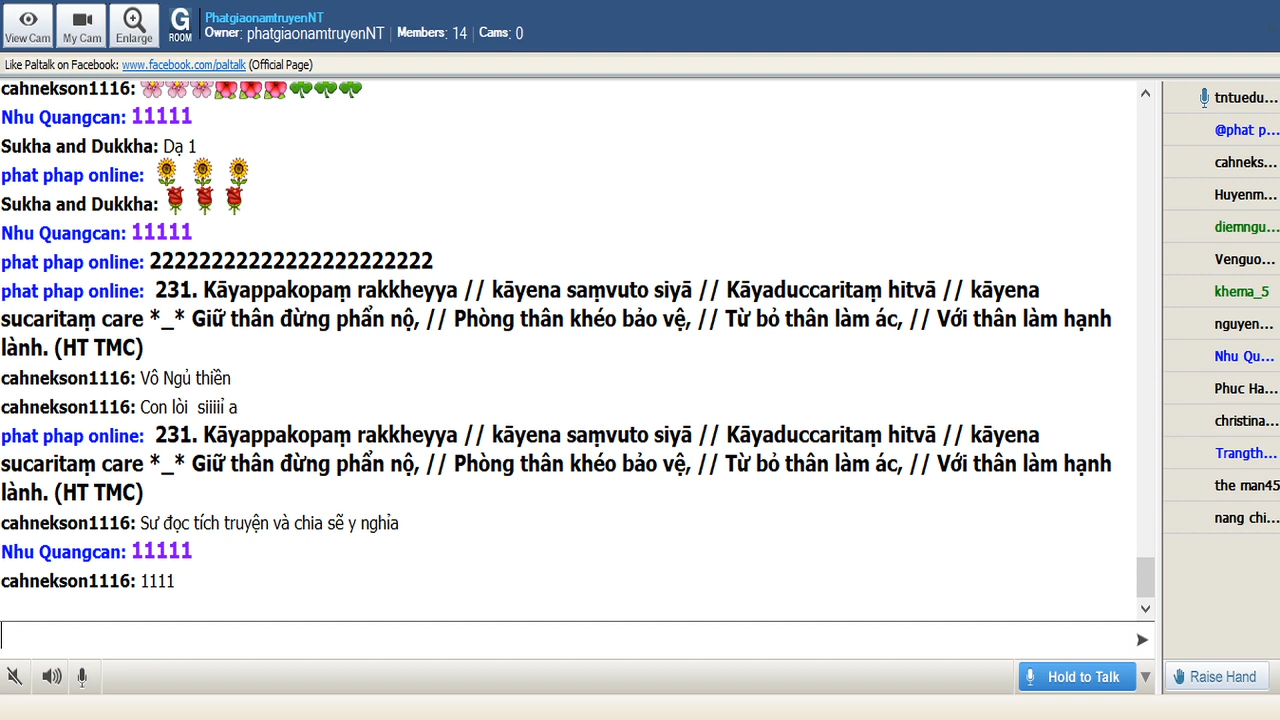 PhatgiaonamtruyenNT
Owner: phatgiaonamtruyenNT | Members: 14 | Cams: 0
View Cam
My Cam
Enlarge
G
ROOM
Like Paltalk on Facebook: www.facebook.com/paltalk (Official Page)
cahnekson1116:
Nhu Quangcan: 11111
Sukha and Dukkha: Dạ 1
phat phap online:
Sukha and Dukkha:
Nhu Quangcan: 11111
phat phap online: 22222222222222222222222
phat phap online: 231. Kāyappakopaṃ rakkheyya // kāyena saṃvuto siyā // Kāyaduccaritaṃ hitvā // kāyena
sucaritaṃ care *_* Giữ thân đừng phẩn nộ, // Phòng thân khéo bảo vệ, // Từ bỏ thân làm ác, // Với thân làm hạnh
lành. (HT TMC)
cahnekson1116: Vô Ngủ thiền
cahnekson1116: Con lòi siiiiỉ a
phat phap online: 231. Kāyappakopaṃ rakkheyya // kāyena saṃvuto siyā // Kāyaduccaritaṃ hitvā // kāyena
sucaritaṃ care *_* Giữ thân đừng phẩn nộ, // Phòng thân khéo bảo vệ, // Từ bỏ thân làm ác, // Với thân làm hạnh
lành. (HT TMC)
cahnekson1116: Sư đọc tích truyện và chia sẽ y nghỉa
Nhu Quangcan: 11111
cahnekson1116: 1111
tntuedu...
@phat p...
cahneks...
Huyenm...
diemngu...
Venguo...
khema_5
nguyen...
Nhu Qu...
Phuc Ha...
christina...
Trangth...
the man45
nang chi...
Hold to Talk
Raise Hand